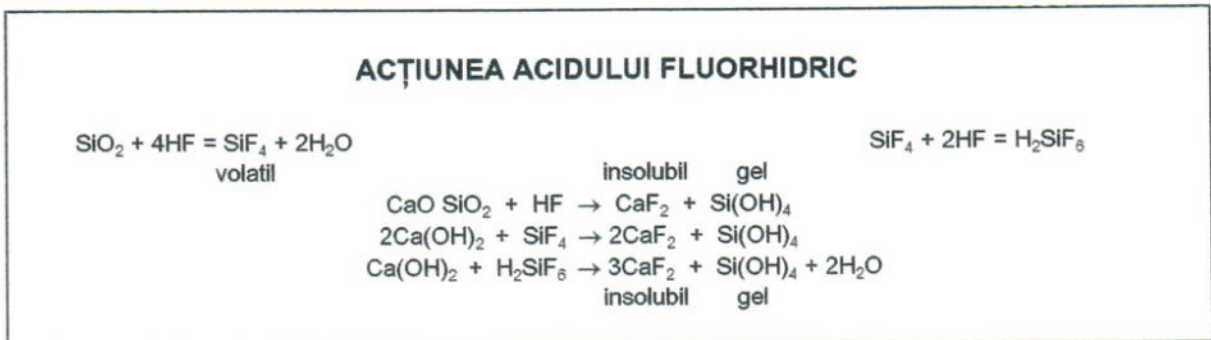 ACȚIUNEA ACIDULUI FLUORHIDRIC
SiO₂ + 4HF = SiF₄ + 2H₂O SiF₄ + 2HF = H₂SiF₆
volatil insolubil gel
CaO SiO₂ + HF → CaF₂ + Si(OH)₄
2Ca(OH)₂ + SiF₄ → 2CaF₂ + Si(OH)₄
Ca(OH)₂ + H₂SiF₆ → 3CaF₂ + Si(OH)₄ + 2H₂O
insolubil gel